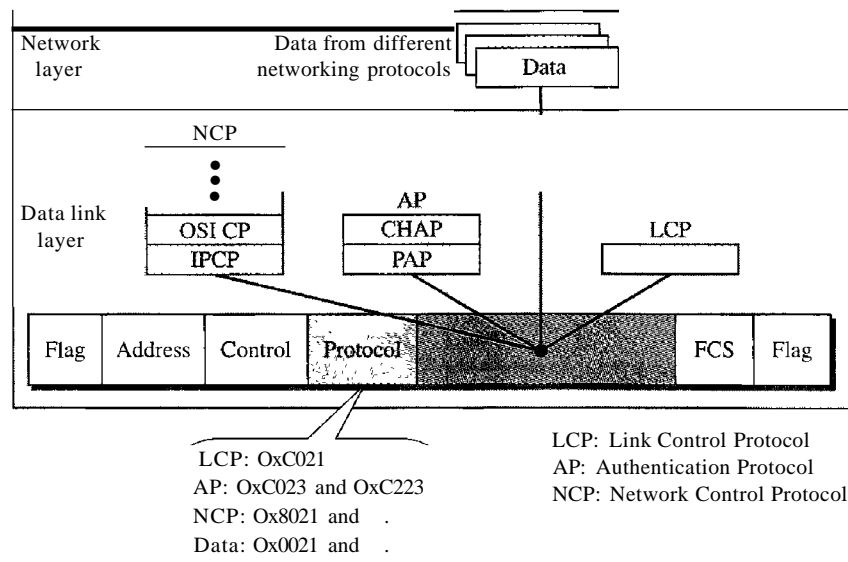 Network
layer
Data from different
networking protocols
Data
NCP
Data link
layer
OSI CP
IPCP
AP
CHAP
PAP
LCP
Flag
Address
Control
Protocol
FCS
Flag
LCP: OxC021
AP: OxC023 and OxC223
NCP: Ox8021 and .
Data: Ox0021 and .
LCP: Link Control Protocol
AP: Authentication Protocol
NCP: Network Control Protocol